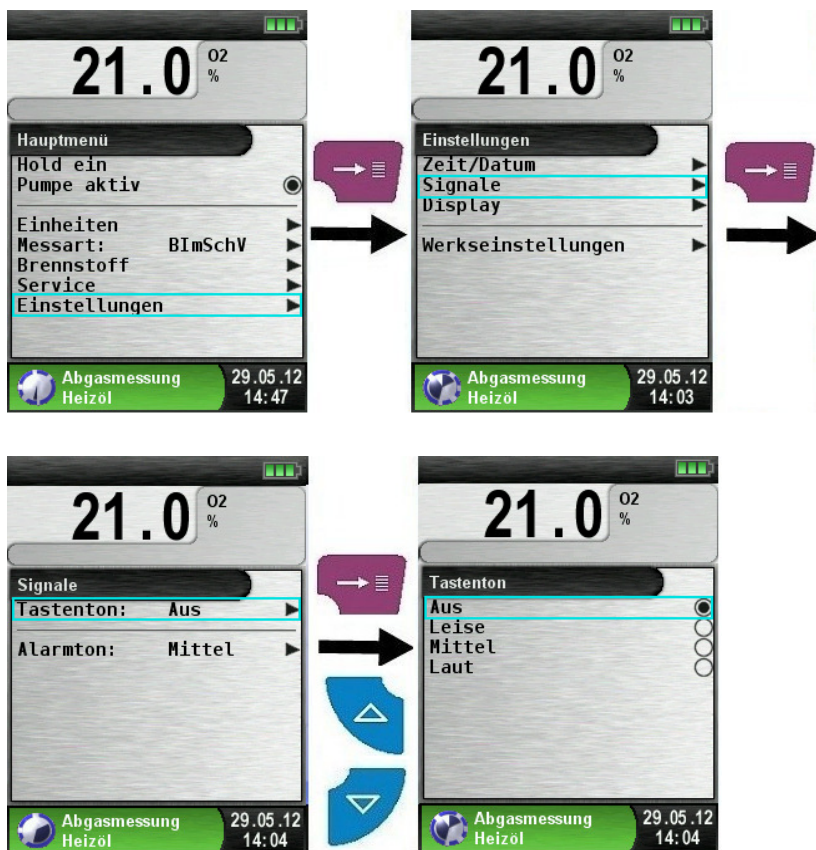 21.0 O2 %
Hauptmenü
Hold ein
Pumpe aktiv
Einheiten
Messart: BImSchV
Brennstoff
Service
Einstellungen
Abgasmessung 29.05.12
Heizöl 14:47
21.0 O2 %
Einstellungen
Zeit/Datum
Signale
Display
Werkseinstellungen
Abgasmessung 29.05.12
Heizöl 14:03
21.0 O2 %
Signale
Tastenton: Aus
Alarmton: Mittel
Abgasmessung 29.05.12
Heizöl 14:04
21.0 O2 %
Tastenton
Aus
Leise
Mittel
Laut
Abgasmessung 29.05.12
Heizöl 14:04